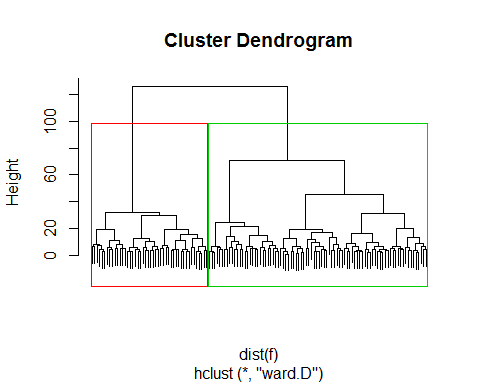 Cluster Dendrogram
Height
100
60
20
0
dist(f)
hclust (*, "ward.D")